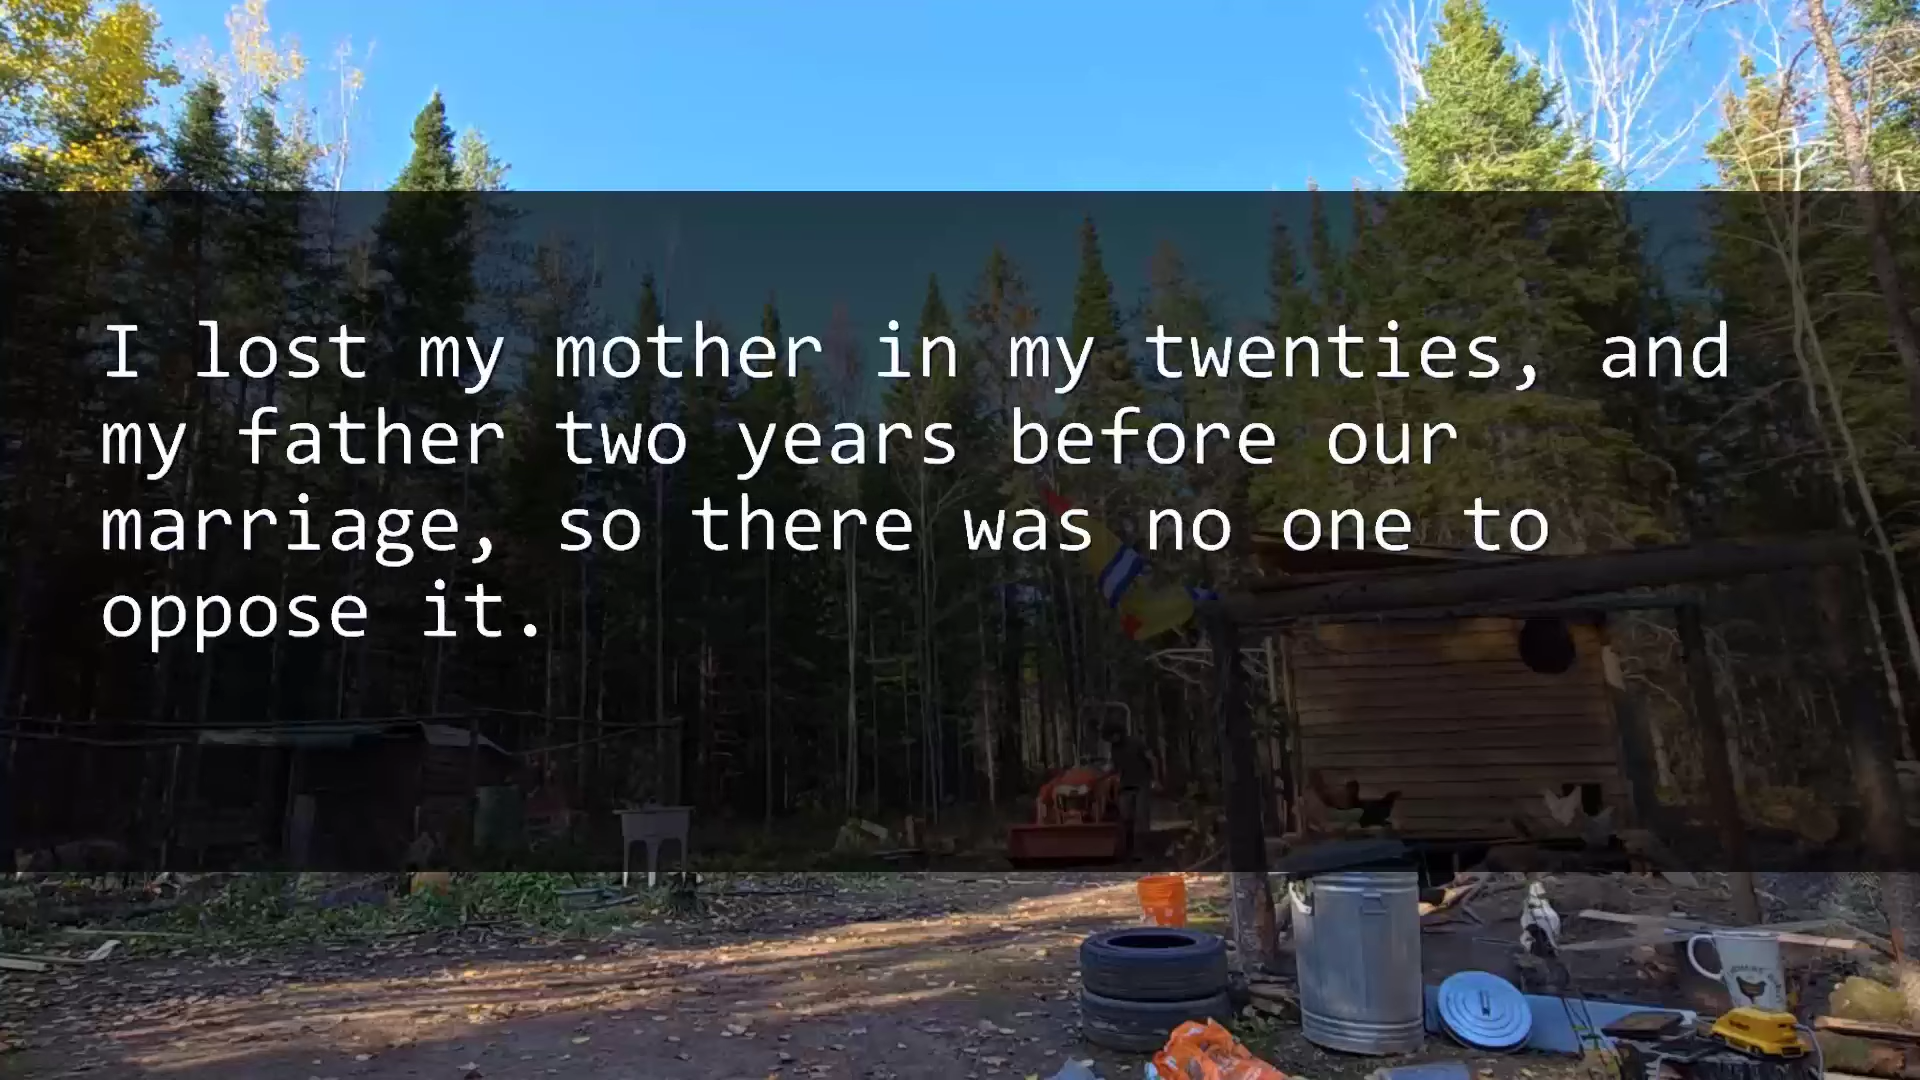 I lost my mother in my twenties, and
my father two years before our
marriage, so there was no one to
oppose it.